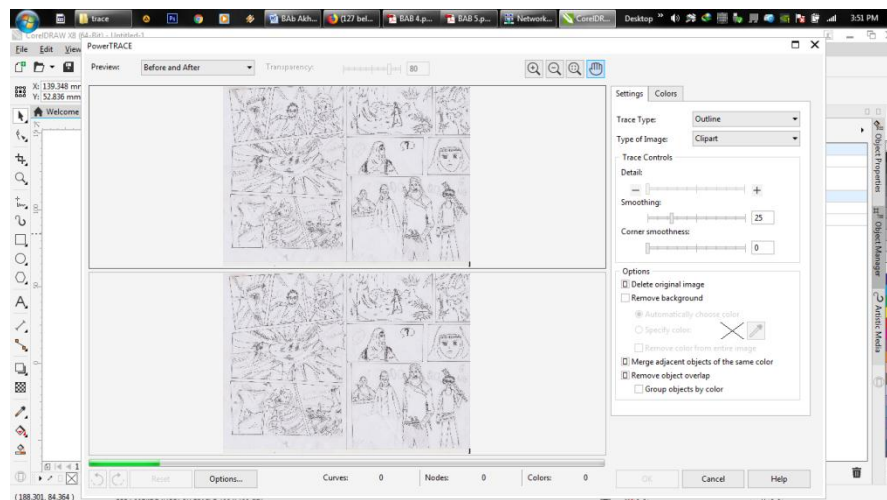 trace
BAb Akh...
(127 bel...
BAB 4.p...
BAB 5.p...
Network...
CorelDR...
Desktop
3:51 PM
CorelDRAW X8 (64-Bit) - Untitled-1
File Edit View
PowerTRACE
Preview: Before and After
Transparency: 80
X: 139.348 mm
Y: 52.836 mm
Welcome
Settings Colors
Trace Type: Outline
Type of Image: Clipart
Trace Controls
Detail:
Smoothing:
25
Corner smoothness:
0
Options
Delete original image
Remove background
Automatically choose color
Specify color:
Remove color from entire image
Merge adjacent objects of the same color
Remove object overlap
Group objects by color
Object Properties
Object Manager
Artistic Media
Reset Options... Curves: 0 Nodes: 0 Colors: 0 OK Cancel Help
( 188.301, 84.364 )